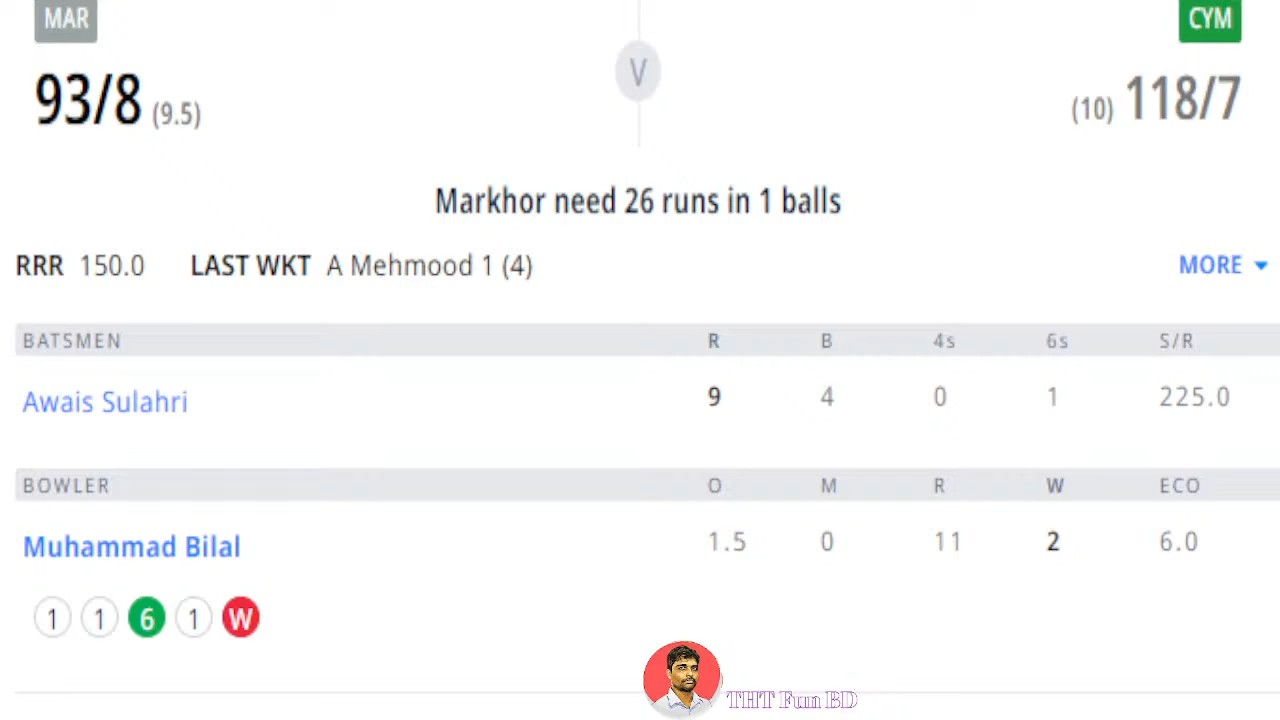 MAR
CYM
V
93/8 (9.5)
(10) 118/7
Markhor need 26 runs in 1 balls
RRR 150.0 LAST WKT A Mehmood 1 (4) MORE
BATSMEN R B 4s 6s S/R
Awais Sulahri 9 4 0 1 225.0
BOWLER O M R W ECO
Muhammad Bilal 1.5 0 11 2 6.0
1 1 6 1 W
THT Fun BD